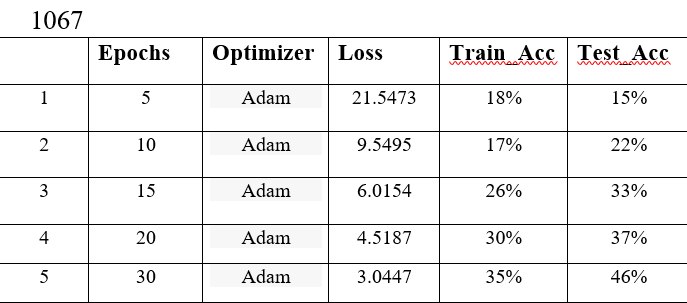 1067
Epochs Optimizer Loss Train_Acc Test_Acc
1 5 Adam 21.5473 18% 15%
2 10 Adam 9.5495 17% 22%
3 15 Adam 6.0154 26% 33%
4 20 Adam 4.5187 30% 37%
5 30 Adam 3.0447 35% 46%